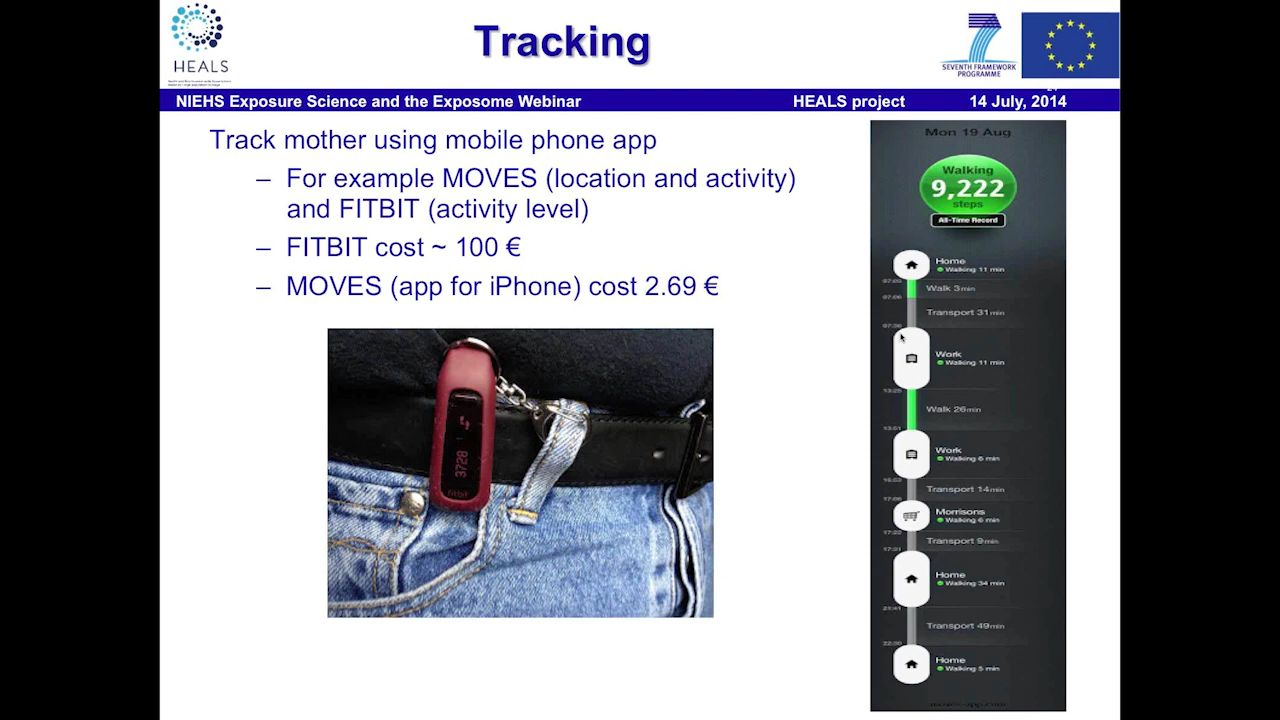 HEALS
Tracking
SEVENTH FRAMEWORK
PROGRAMME
NIEHS Exposure Science and the Exposome Webinar
HEALS project
14 July, 2014
Track mother using mobile phone app
– For example MOVES (location and activity)
and FITBIT (activity level)
– FITBIT cost ~ 100 €
– MOVES (app for iPhone) cost 2.69 €
3728
fitbit
Mon 19 Aug
Walking
9,222
steps
All-Time Record
Home
Walking 11 min
Walk 3 min
Transport 31 min
Work
Walking 11 min
Walk 26 min
Work
Walking 6 min
Transport 14 min
Morrisons
Walking 6 min
Transport 9 min
Home
Walking 34 min
Transport 49 min
Home
Walking 5 min